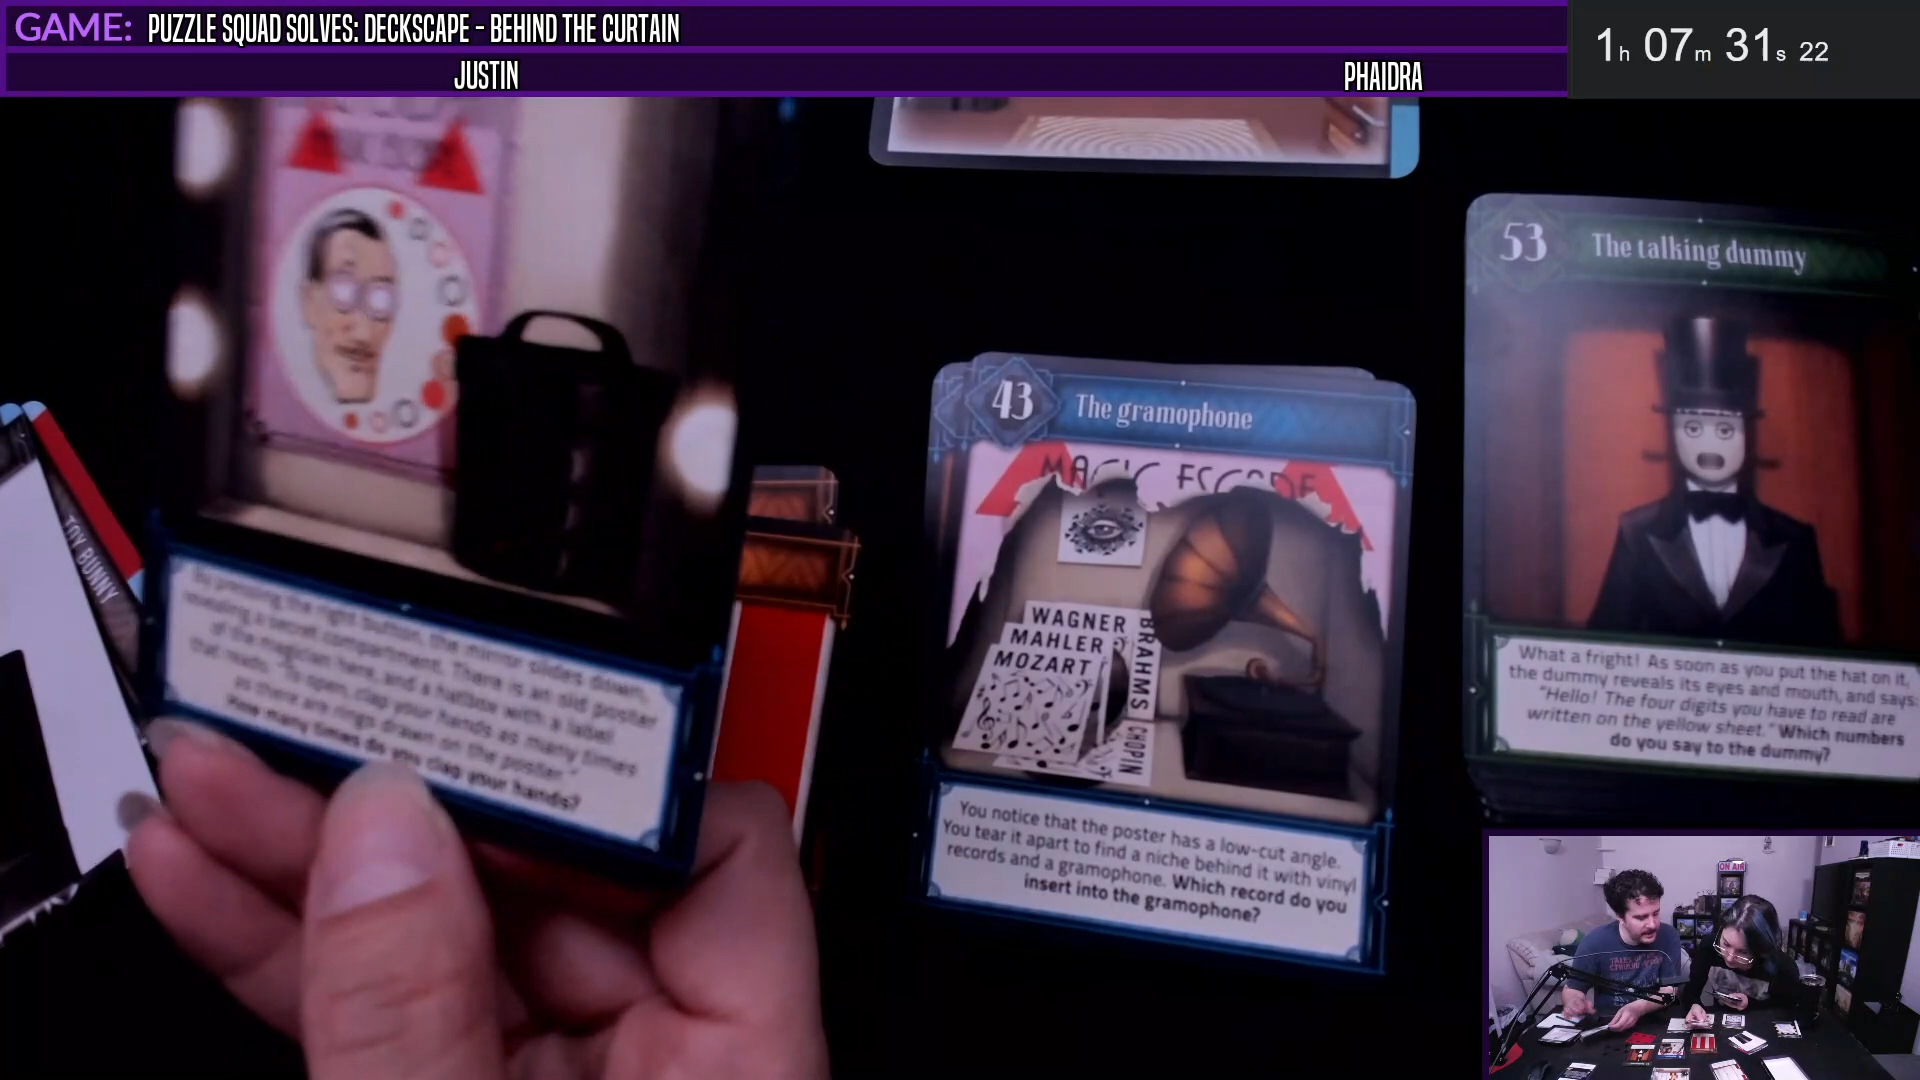 GAME: PUZZLE SQUAD SOLVES: DECKSCAPE - BEHIND THE CURTAIN
1h 07m 31s 22
JUSTIN
PHAIDRA
TOY BUNNY
By pressing the right button, the mirror slides down,
revealing a secret compartment. There is an old poster
of the magician here, and a hatbox with a label
that reads, "To open, clap your hands as many times
as there are rings drawn on the poster."
How many times do you clap your hands?
43
The gramophone
MAGIC ESCAPE
WAGNER
MAHLER
MOZART
BRAHMS
CHOPIN
You notice that the poster has a low-cut angle.
You tear it apart to find a niche behind it with vinyl
records and a gramophone. Which record do you
insert into the gramophone?
53
The talking dummy
What a fright! As soon as you put the hat on it,
the dummy reveals its eyes and mouth, and says:
"Hello! The four digits you have to read are
written on the yellow sheet." Which numbers
do you say to the dummy?
ON AIR